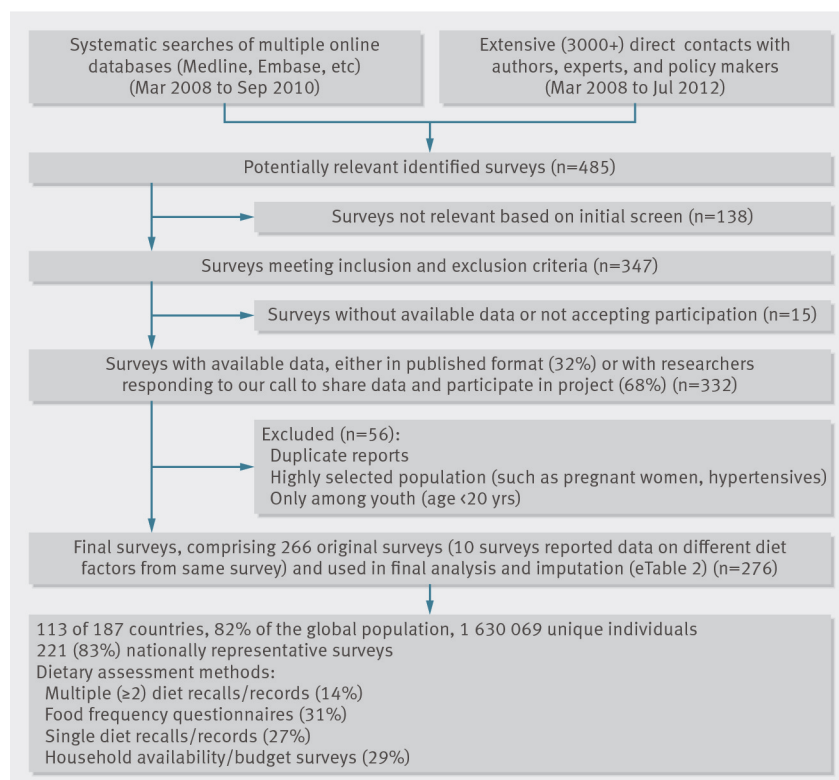 Systematic searches of multiple online
databases (Medline, Embase, etc)
(Mar 2008 to Sep 2010)
Extensive (3000+) direct contacts with
authors, experts, and policy makers
(Mar 2008 to Jul 2012)
Potentially relevant identified surveys (n=485)
Surveys not relevant based on initial screen (n=138)
Surveys meeting inclusion and exclusion criteria (n=347)
Surveys without available data or not accepting participation (n=15)
Surveys with available data, either in published format (32%) or with researchers
responding to our call to share data and participate in project (68%) (n=332)
Excluded (n=56):
Duplicate reports
Highly selected population (such as pregnant women, hypertensives)
Only among youth (age <20 yrs)
Final surveys, comprising 266 original surveys (10 surveys reported data on different diet
factors from same survey) and used in final analysis and imputation (eTable 2) (n=276)
113 of 187 countries, 82% of the global population, 1 630 069 unique individuals
221 (83%) nationally representative surveys
Dietary assessment methods:
Multiple (≥2) diet recalls/records (14%)
Food frequency questionnaires (31%)
Single diet recalls/records (27%)
Household availability/budget surveys (29%)